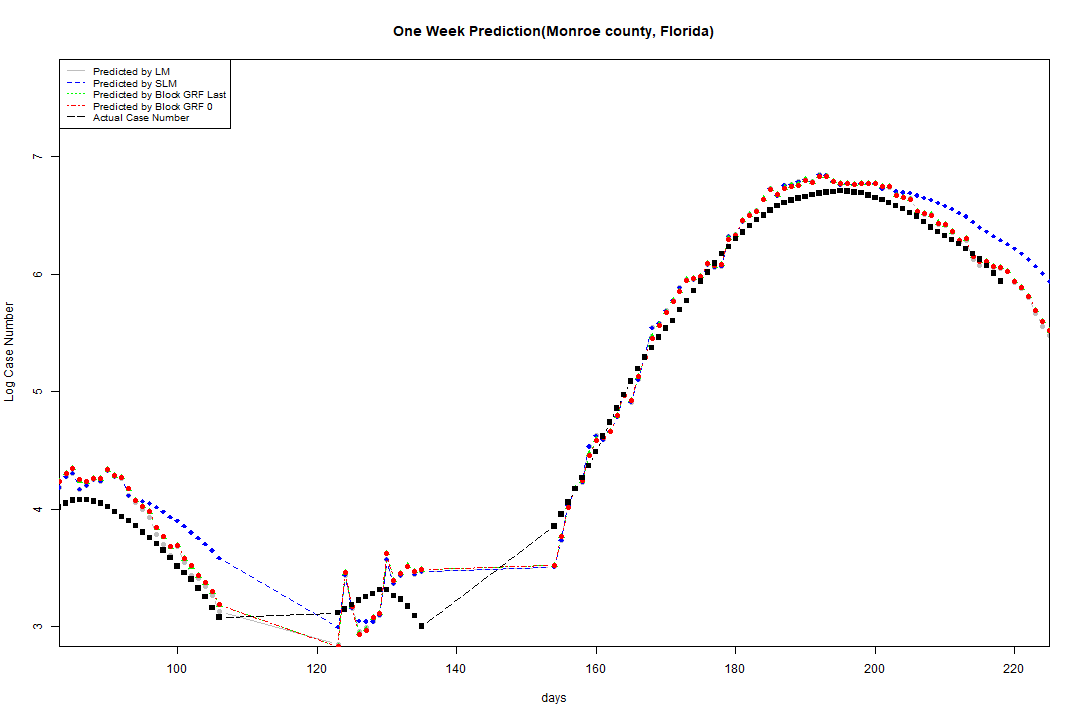 One Week Prediction(Monroe county, Florida)
Predicted by LM
Predicted by SLM
Predicted by Block GRF Last
Predicted by Block GRF 0
Actual Case Number
Log Case Number
7
6
5
4
3
100 120 140 160 180 200 220
days